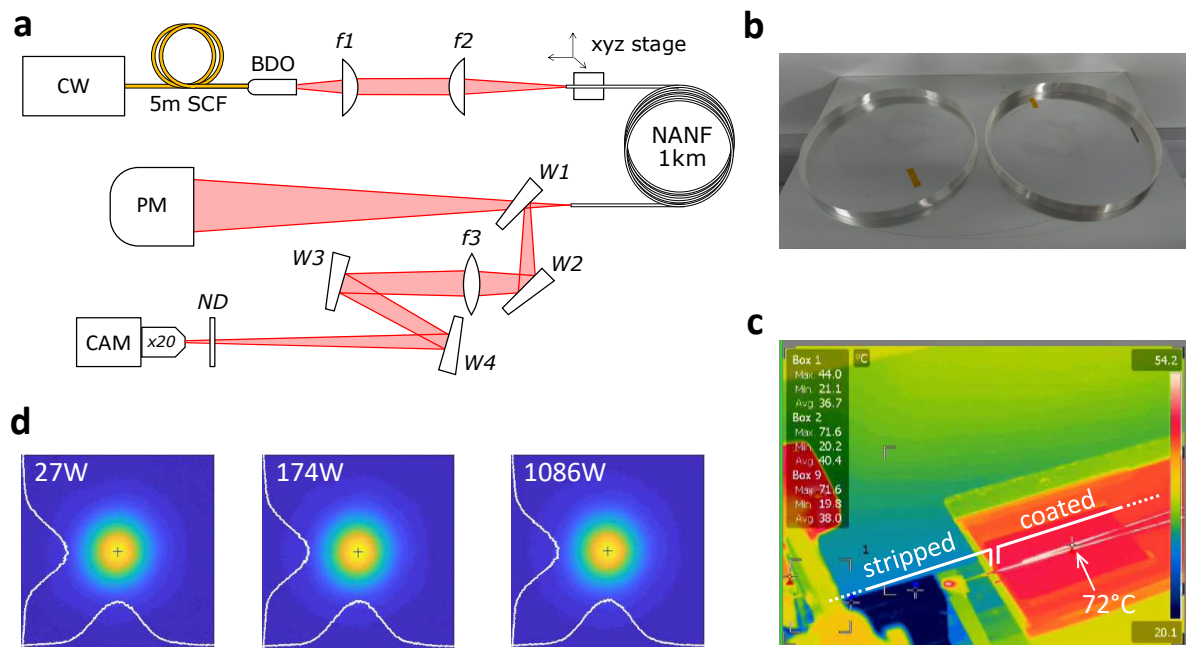 a
CW
5m SCF
BDO
f1
f2
xyz stage
NANF
1km
PM
W1
W2
f3
W3
W4
ND
CAM
x20
b
c
°C
54.2
Box 1
Max 44.0
Min. 21.1
Avg 36.7
Box 2
Max 71.6
Min. 20.2
Avg 40.4
Box 9
Max 71.6
Min. 19.8
Avg. 38.0
1
stripped
coated
72°C
20.1
d
27W
174W
1086W